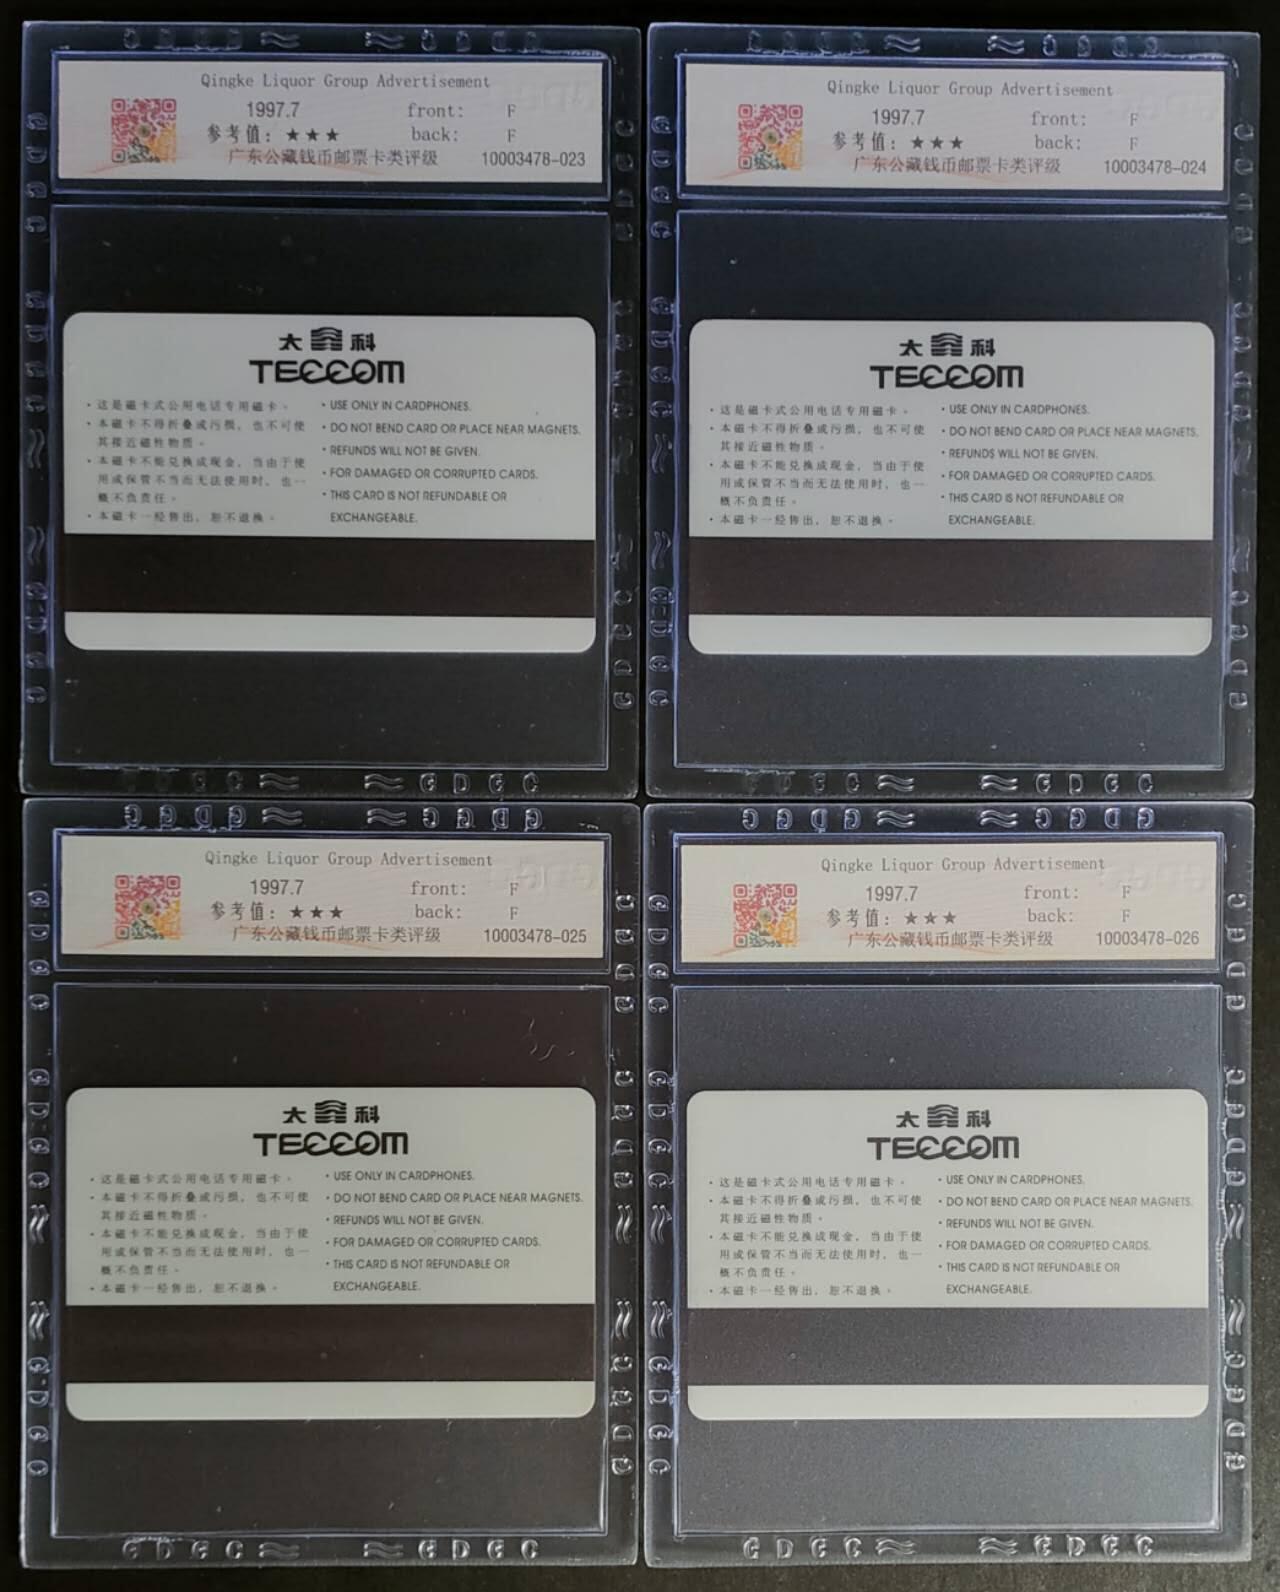 Qingke Liquor Group Advertisement
1997.7 front: F
参考值: ★★★ back: F
广东公藏钱币邮票卡类评级 10003478-023
太 科
TECCOM
·这是磁卡式公用电话专用磁卡。
·本磁卡不得折叠或污损，也不可使
其接近磁性物质。
·本磁卡不能兑换成现金，当由于使
用或保管不当而无法使用时，也一
概不负责任。
·本磁卡一经售出，恕不退换。
· USE ONLY IN CARDPHONES.
· DO NOT BEND CARD OR PLACE NEAR MAGNETS.
· REFUNDS WILL NOT BE GIVEN.
· FOR DAMAGED OR CORRUPTED CARDS.
· THIS CARD IS NOT REFUNDABLE OR
EXCHANGEABLE.
Qingke Liquor Group Advertisement
1997.7 front: F
参考值: ★★★ back: F
广东公藏钱币邮票卡类评级 10003478-024
太 科
TECCOM
·这是磁卡式公用电话专用磁卡。
·本磁卡不得折叠或污损，也不可使
其接近磁性物质。
·本磁卡不能兑换成现金，当由于使
用或保管不当而无法使用时，也一
概不负责任。
·本磁卡一经售出，恕不退换。
· USE ONLY IN CARDPHONES.
· DO NOT BEND CARD OR PLACE NEAR MAGNETS.
· REFUNDS WILL NOT BE GIVEN.
· FOR DAMAGED OR CORRUPTED CARDS.
· THIS CARD IS NOT REFUNDABLE OR
EXCHANGEABLE.
Qingke Liquor Group Advertisement
1997.7 front: F
参考值: ★★★ back: F
广东公藏钱币邮票卡类评级 10003478-025
太 科
TECCOM
·这是磁卡式公用电话专用磁卡。
·本磁卡不得折叠或污损，也不可使
其接近磁性物质。
·本磁卡不能兑换成现金，当由于使
用或保管不当而无法使用时，也一
概不负责任。
·本磁卡一经售出，恕不退换。
· USE ONLY IN CARDPHONES.
· DO NOT BEND CARD OR PLACE NEAR MAGNETS.
· REFUNDS WILL NOT BE GIVEN.
· FOR DAMAGED OR CORRUPTED CARDS.
· THIS CARD IS NOT REFUNDABLE OR
EXCHANGEABLE.
Qingke Liquor Group Advertisement
1997.7 front: F
参考值: ★★★ back: F
广东公藏钱币邮票卡类评级 10003478-026
太 科
TECCOM
·这是磁卡式公用电话专用磁卡。
·本磁卡不得折叠或污损，也不可使
其接近磁性物质。
·本磁卡不能兑换成现金，当由于使
用或保管不当而无法使用时，也一
概不负责任。
·本磁卡一经售出，恕不退换。
· USE ONLY IN CARDPHONES.
· DO NOT BEND CARD OR PLACE NEAR MAGNETS.
· REFUNDS WILL NOT BE GIVEN.
· FOR DAMAGED OR CORRUPTED CARDS.
· THIS CARD IS NOT REFUNDABLE OR
EXCHANGEABLE.